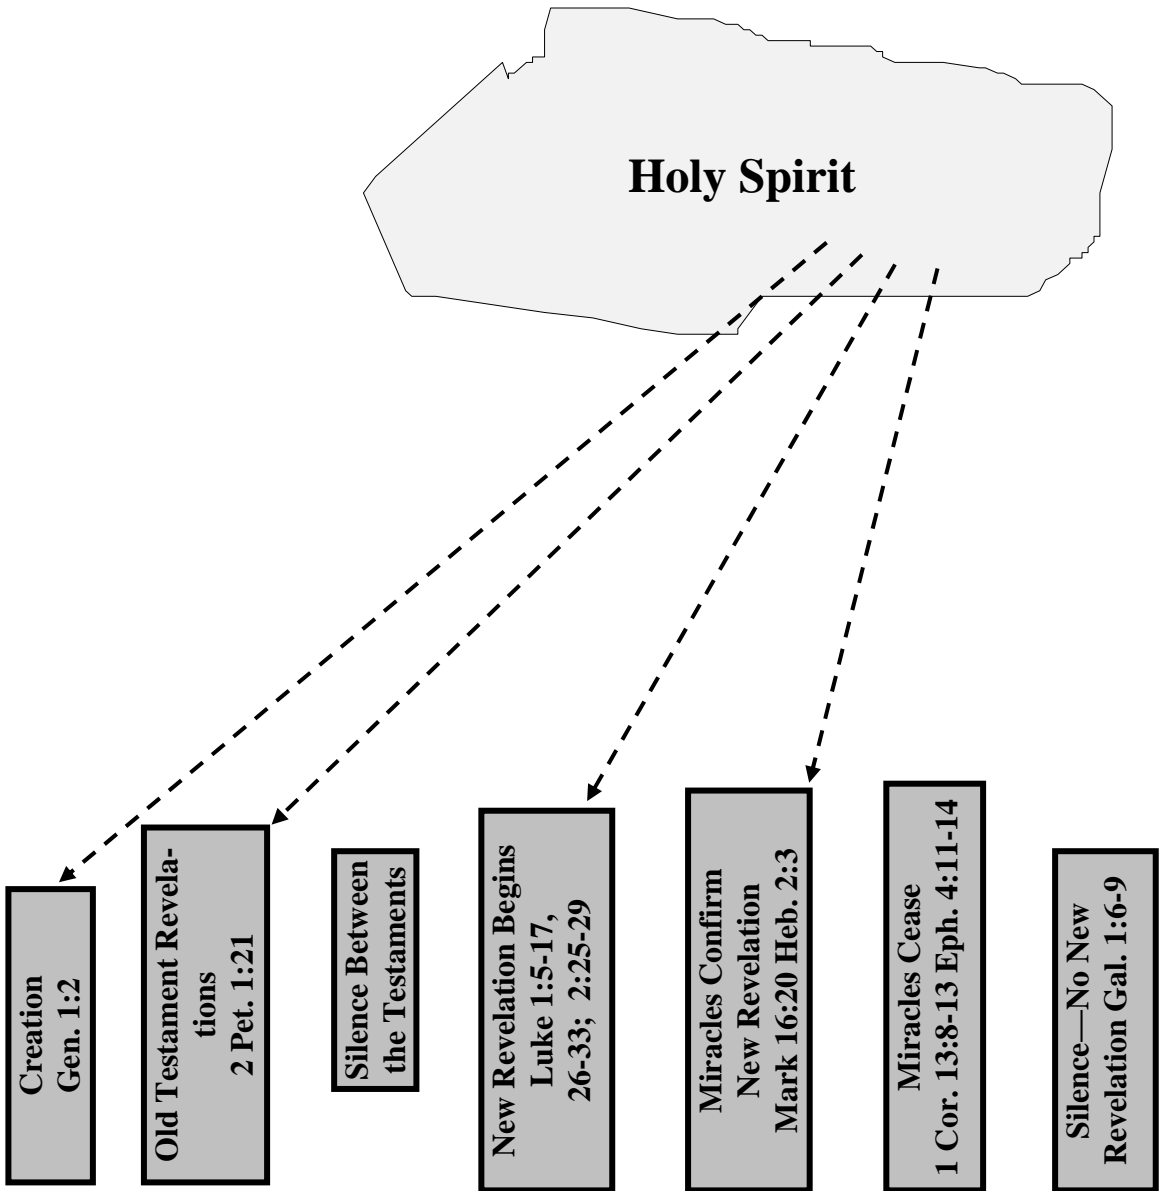 Holy Spirit
Creation
Gen. 1:2
Old Testament Revela-
tions
2 Pet. 1:21
Silence Between
the Testaments
New Revelation Begins
Luke 1:5-17,
26-33; 2:25-29
Miracles Confirm
New Revelation
Mark 16:20 Heb. 2:3
Miracles Cease
1 Cor. 13:8-13 Eph. 4:11-14
Silence—No New
Revelation Gal. 1:6-9